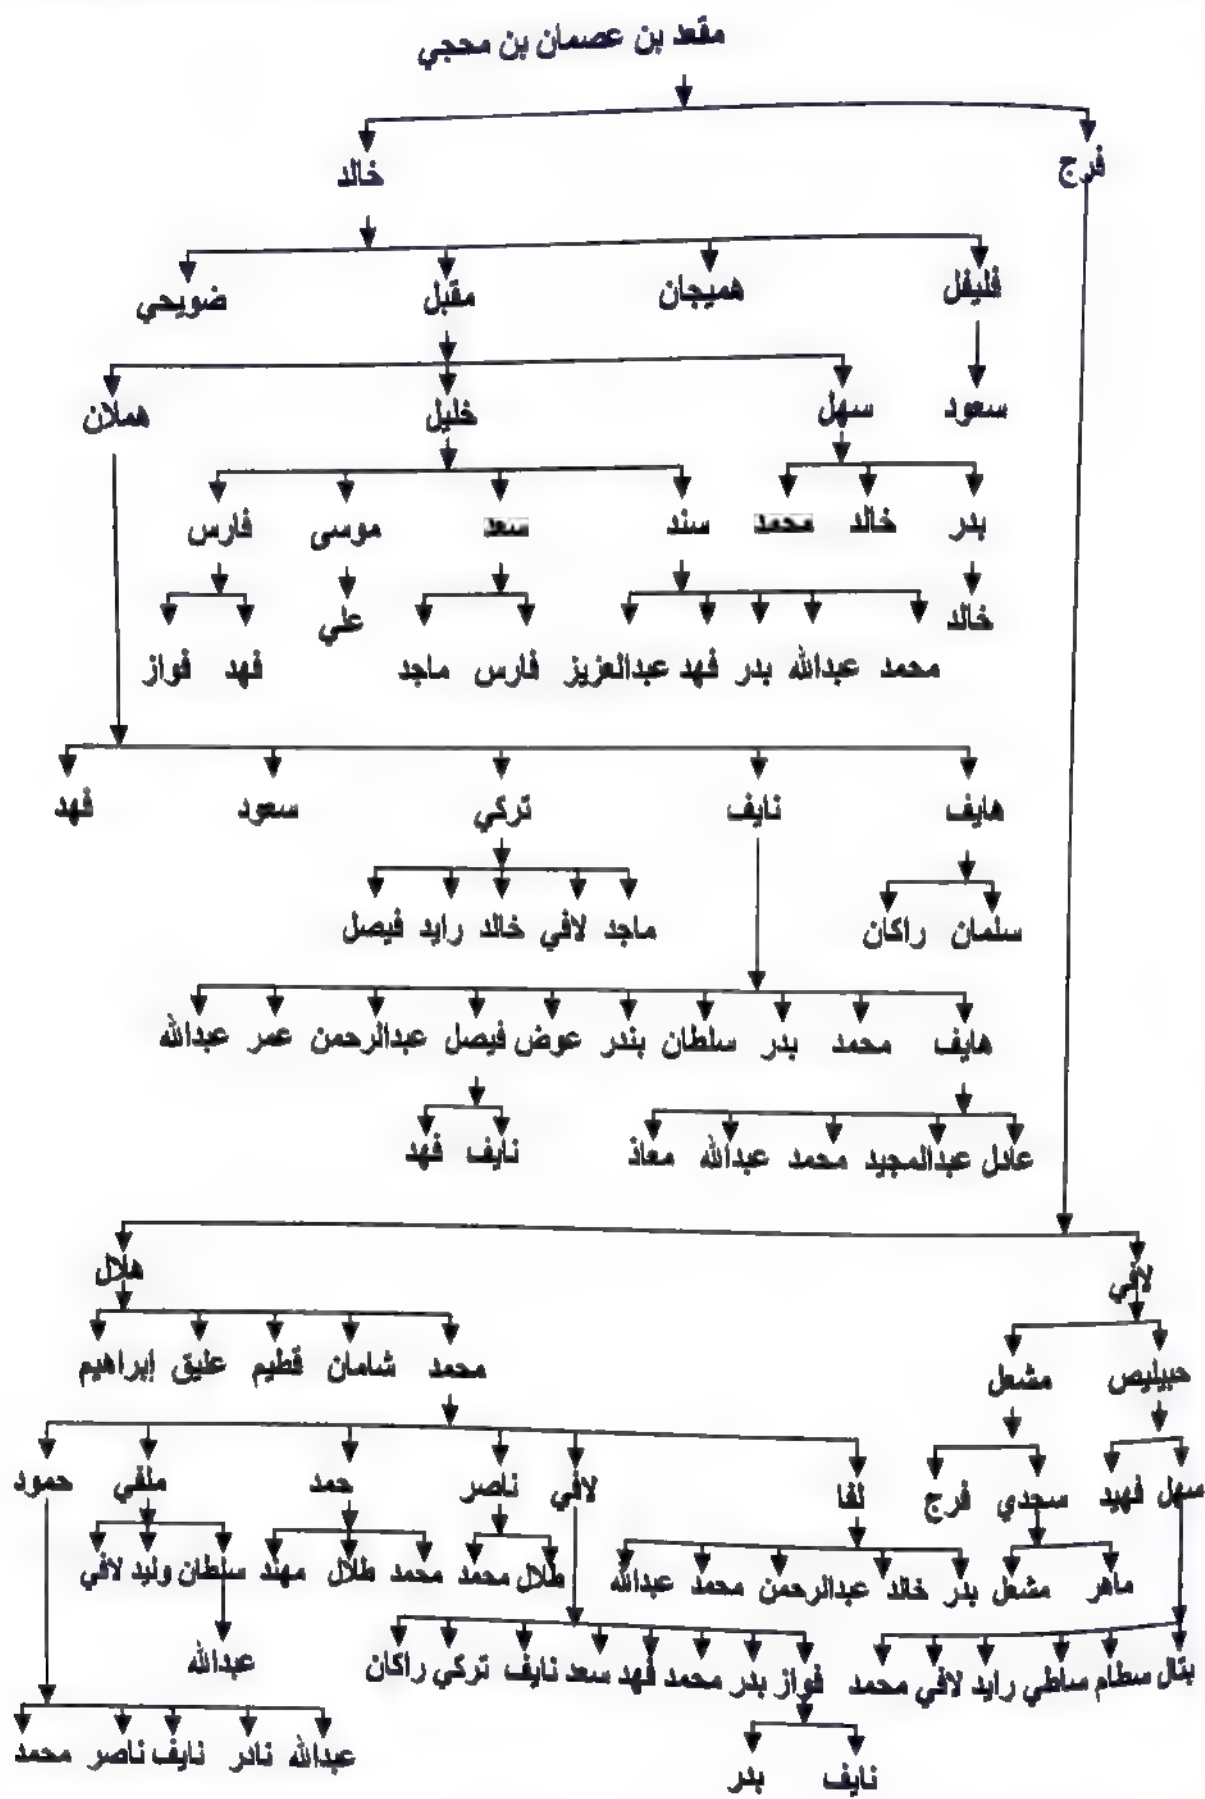 مقعد بن عصمان بن محجي
فرج خالد
فليفل هميجان مقبل ضويحي
سعود سهل خليل هملان
بدر خالد محمد سند سعد موسى فارس
خالد علي
محمد عبدالله بدر فهد عبدالعزيز فارس ماجد فهد فواز
هايف نايف تركي سعود فهد
سلمان راكان ماجد لافي خالد رايد فيصل
هايف محمد بدر سلطان بندر عوض فيصل عبدالرحمن عمر عبدالله
عادل عبدالمجيد محمد عبدالله معاذ نايف فهد
لافي هلال
حبيليص مشعل محمد شامان قطيم عليق إبراهيم
سهل فهيد سجدي فرج لفا لافي ناصر حمد ملفي حمود
ماهر مشعل بدر خالد عبدالرحمن محمد عبدالله طلال محمد محمد طلال مهند سلطان وليد لافي
بتال سطام ساطي رايد لافي محمد فواز بدر محمد فهد سعد نايف تركي راكان عبدالله
عبدالله نادر نايف ناصر محمد
نايف بدر